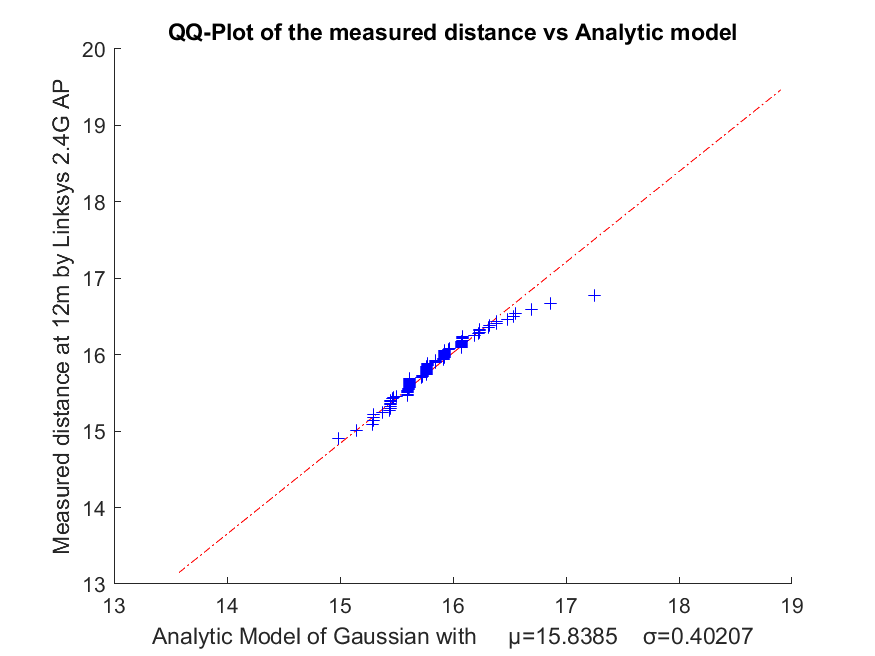 QQ-Plot of the measured distance vs Analytic model
20
19
18
17
16
15
14
13
Measured distance at 12m by Linksys 2.4G AP
13 14 15 16 17 18 19
Analytic Model of Gaussian with μ=15.8385 σ=0.40207